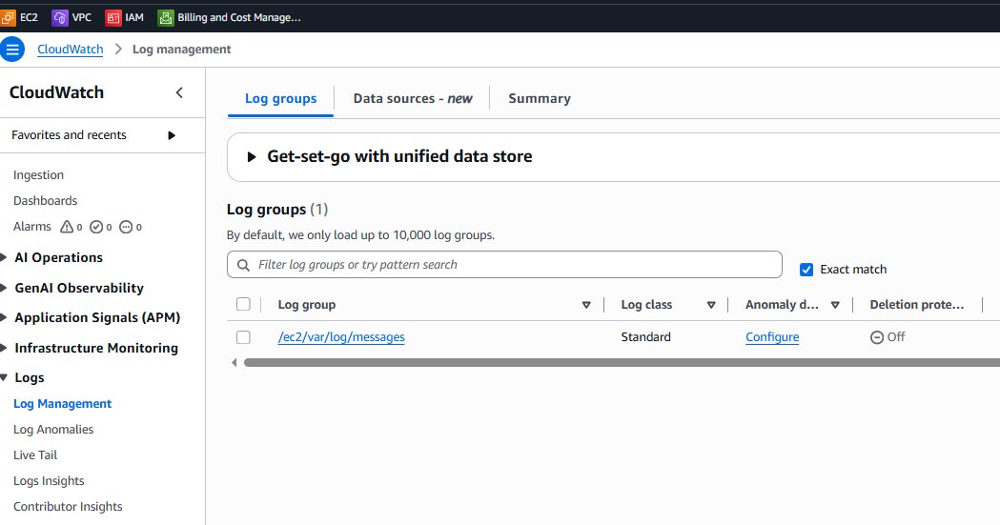 EC2 VPC IAM Billing and Cost Manage...
CloudWatch > Log management
CloudWatch
Favorites and recents
Ingestion
Dashboards
Alarms 0 0 0
AI Operations
GenAI Observability
Application Signals (APM)
Infrastructure Monitoring
Logs
Log Management
Log Anomalies
Live Tail
Logs Insights
Contributor Insights
Log groups Data sources - new Summary
Get-set-go with unified data store
Log groups (1)
By default, we only load up to 10,000 log groups.
Filter log groups or try pattern search Exact match
Log group Log class Anomaly d... Deletion prote...
/ec2/var/log/messages Standard Configure Off